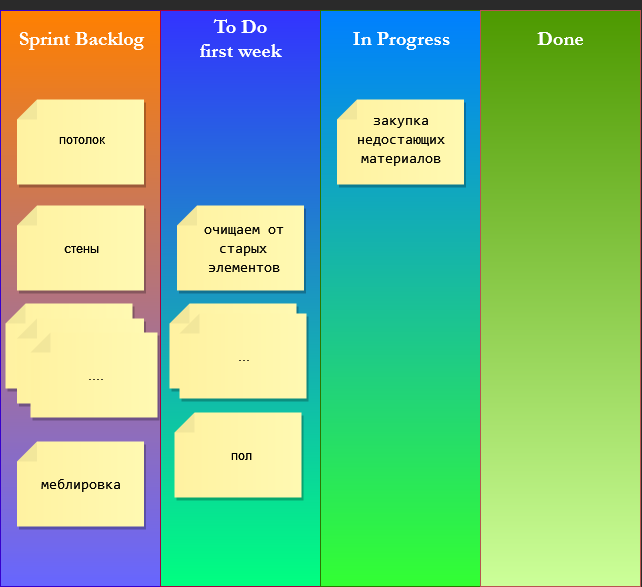 Sprint Backlog
To Do
first week
In Progress
Done
потолок
закупка
недостающих
материалов
стены
очищаем от
старых
элементов
....
...
пол
меблировка